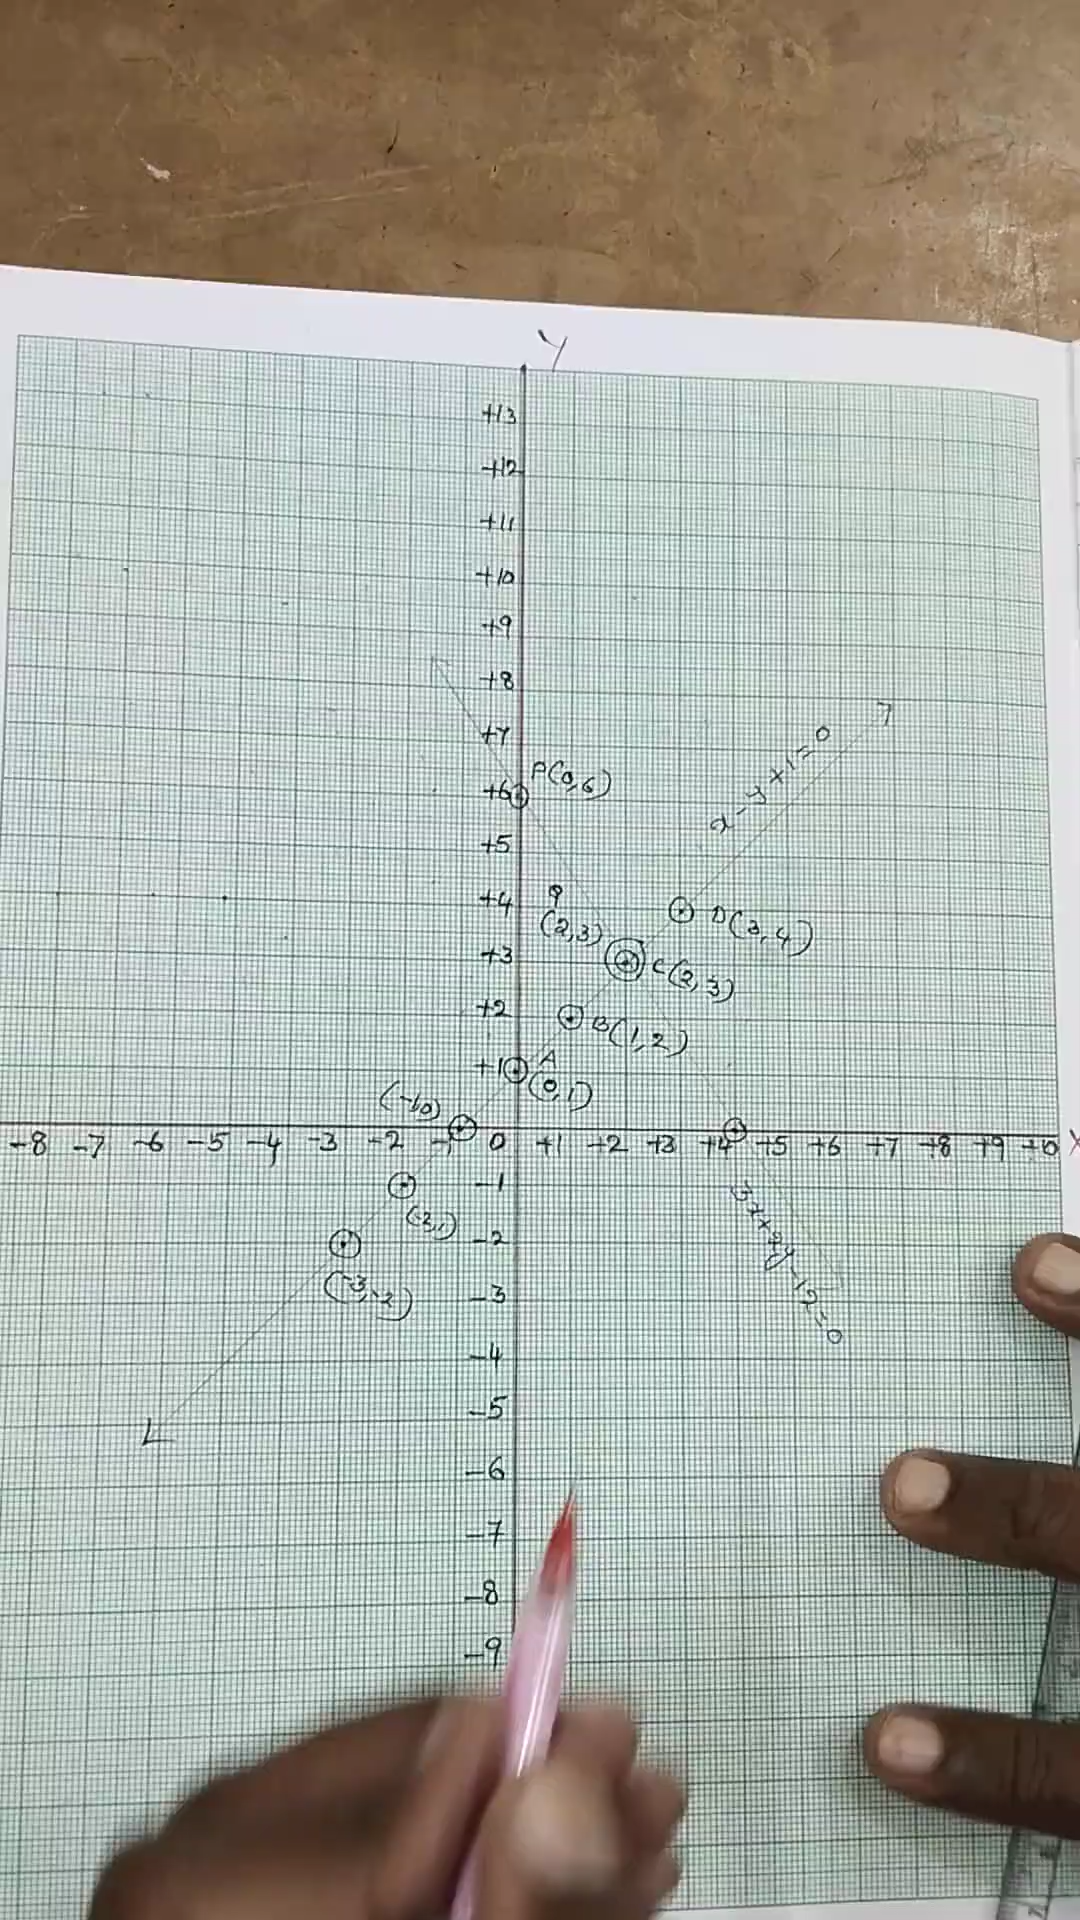 Y
+13
+12
+11
+10
+9
+8
+7
x-y+1=0
P(0,6)
+6
+5
+4
D(3,4)
(2,3)
+3
C(2,3)
+2
B(1,2)
+1
A
(0,1)
(-1,0)
-8 -7 -6 -5 -4 -3 -2 -1 0 +1 +2 +3 +4 +5 +6 +7 +8 +9 X
-1
-2
(-3,-2)
-3
3x+2y-12=0
-4
-5
-6
-7
-8
-9